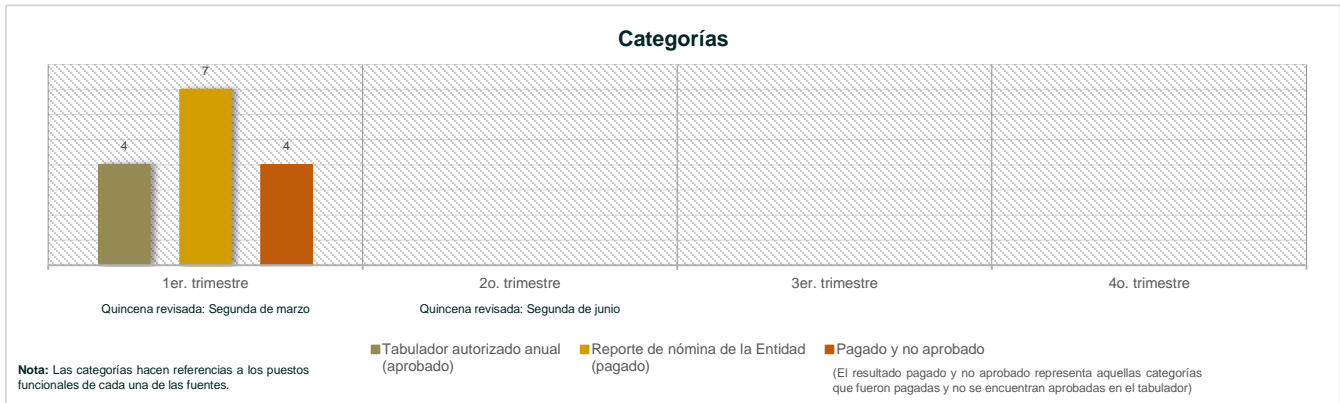 Categorías
7
4
4
1er. trimestre
2o. trimestre
3er. trimestre
4o. trimestre
Quincena revisada: Segunda de marzo
Quincena revisada: Segunda de junio
Tabulador autorizado anual
(aprobado)
Reporte de nómina de la Entidad
(pagado)
Pagado y no aprobado
(El resultado pagado y no aprobado representa aquellas categorías
que fueron pagadas y no se encuentran aprobadas en el tabulador)
Nota: Las categorías hacen referencias a los puestos
funcionales de cada una de las fuentes.